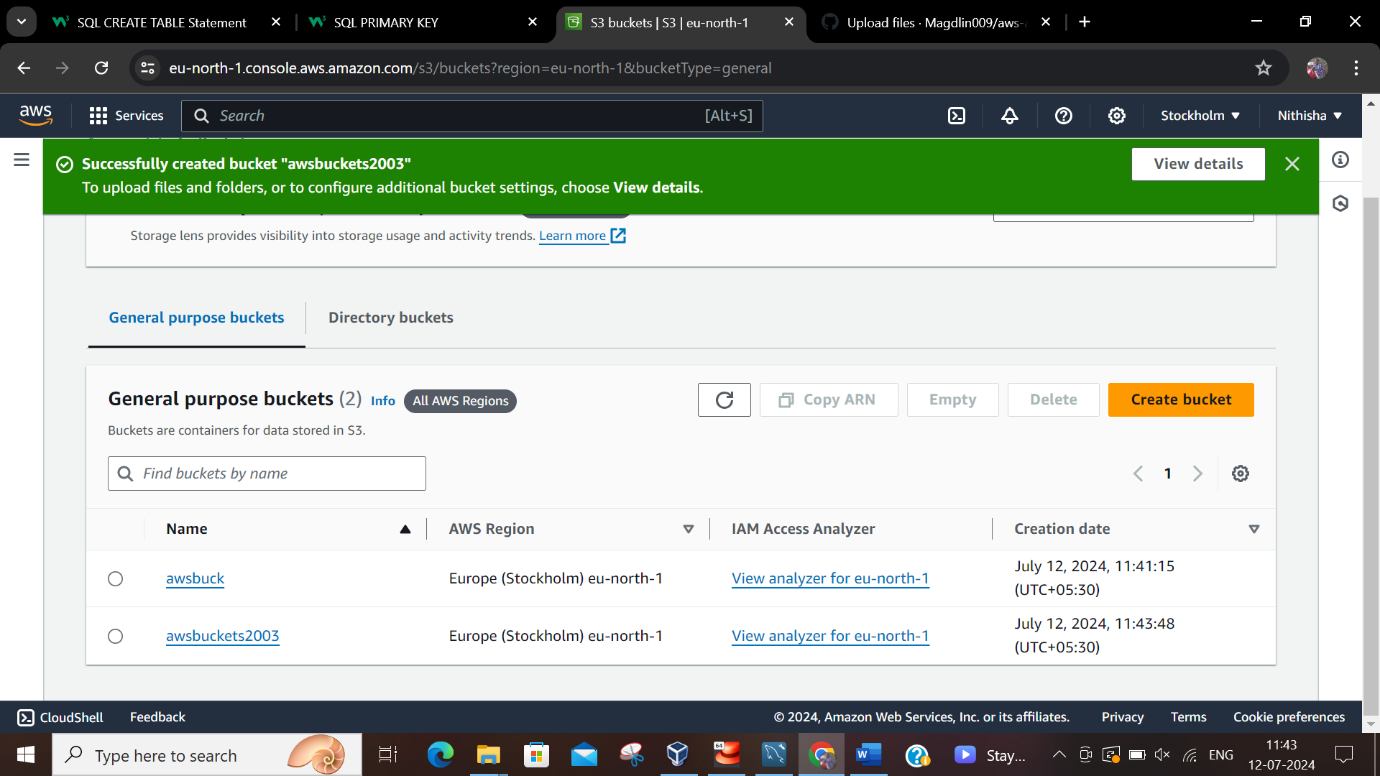 SQL CREATE TABLE Statement
SQL PRIMARY KEY
S3 buckets | S3 | eu-north-1
Upload files · Magdlin009/aws-
eu-north-1.console.aws.amazon.com/s3/buckets?region=eu-north-1&bucketType=general
aws
Services
Search
[Alt+S]
Stockholm
Nithisha
Successfully created bucket "awsbuckets2003"
To upload files and folders, or to configure additional bucket settings, choose View details.
View details
Storage lens provides visibility into storage usage and activity trends. Learn more
General purpose buckets
Directory buckets
General purpose buckets (2) Info All AWS Regions
Copy ARN
Empty
Delete
Create bucket
Buckets are containers for data stored in S3.
Find buckets by name
1
Name
AWS Region
IAM Access Analyzer
Creation date
awsbuck
Europe (Stockholm) eu-north-1
View analyzer for eu-north-1
July 12, 2024, 11:41:15
(UTC+05:30)
awsbuckets2003
Europe (Stockholm) eu-north-1
View analyzer for eu-north-1
July 12, 2024, 11:43:48
(UTC+05:30)
CloudShell
Feedback
© 2024, Amazon Web Services, Inc. or its affiliates.
Privacy
Terms
Cookie preferences
Type here to search
Stay...
ENG
11:43
12-07-2024